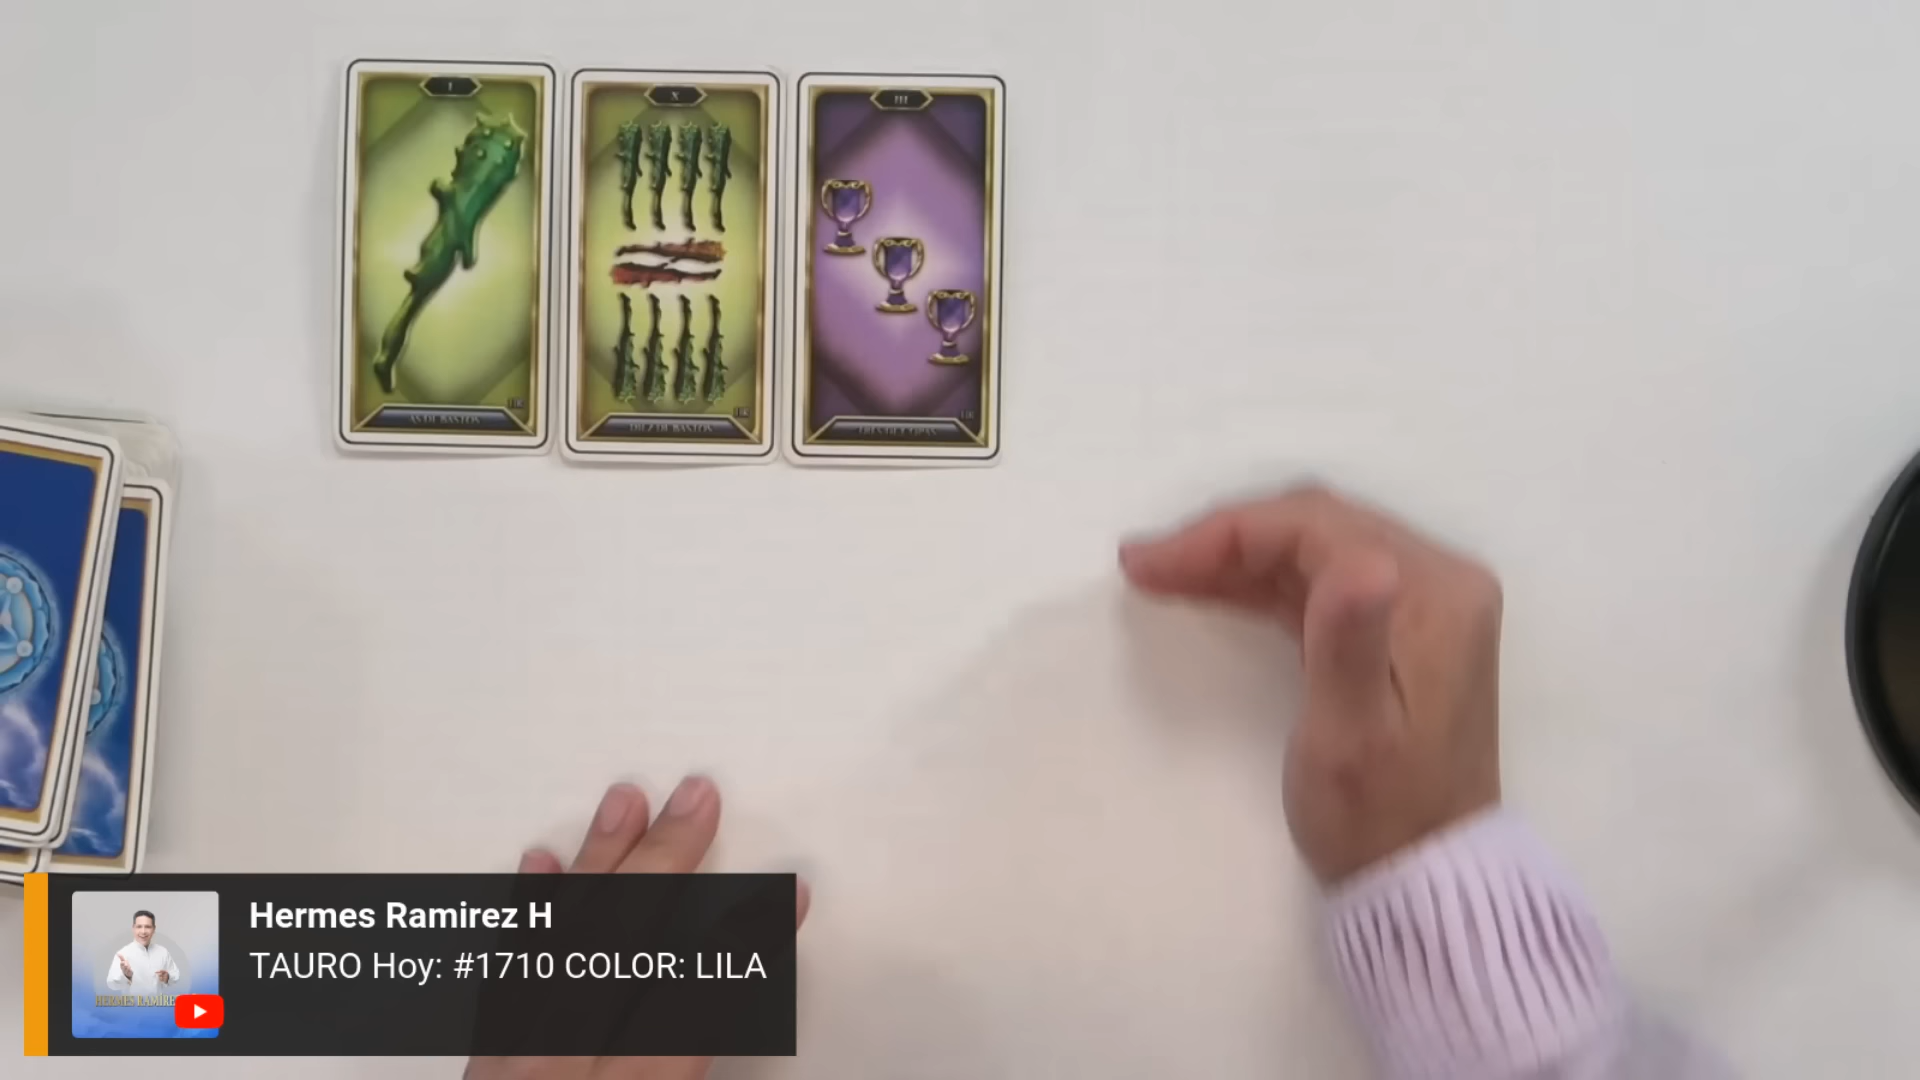 I
X
III
AS DE BASTOS
DIEZ DE BASTOS
TRES DE COPAS
Hermes Ramirez H
TAURO Hoy: #1710 COLOR: LILA